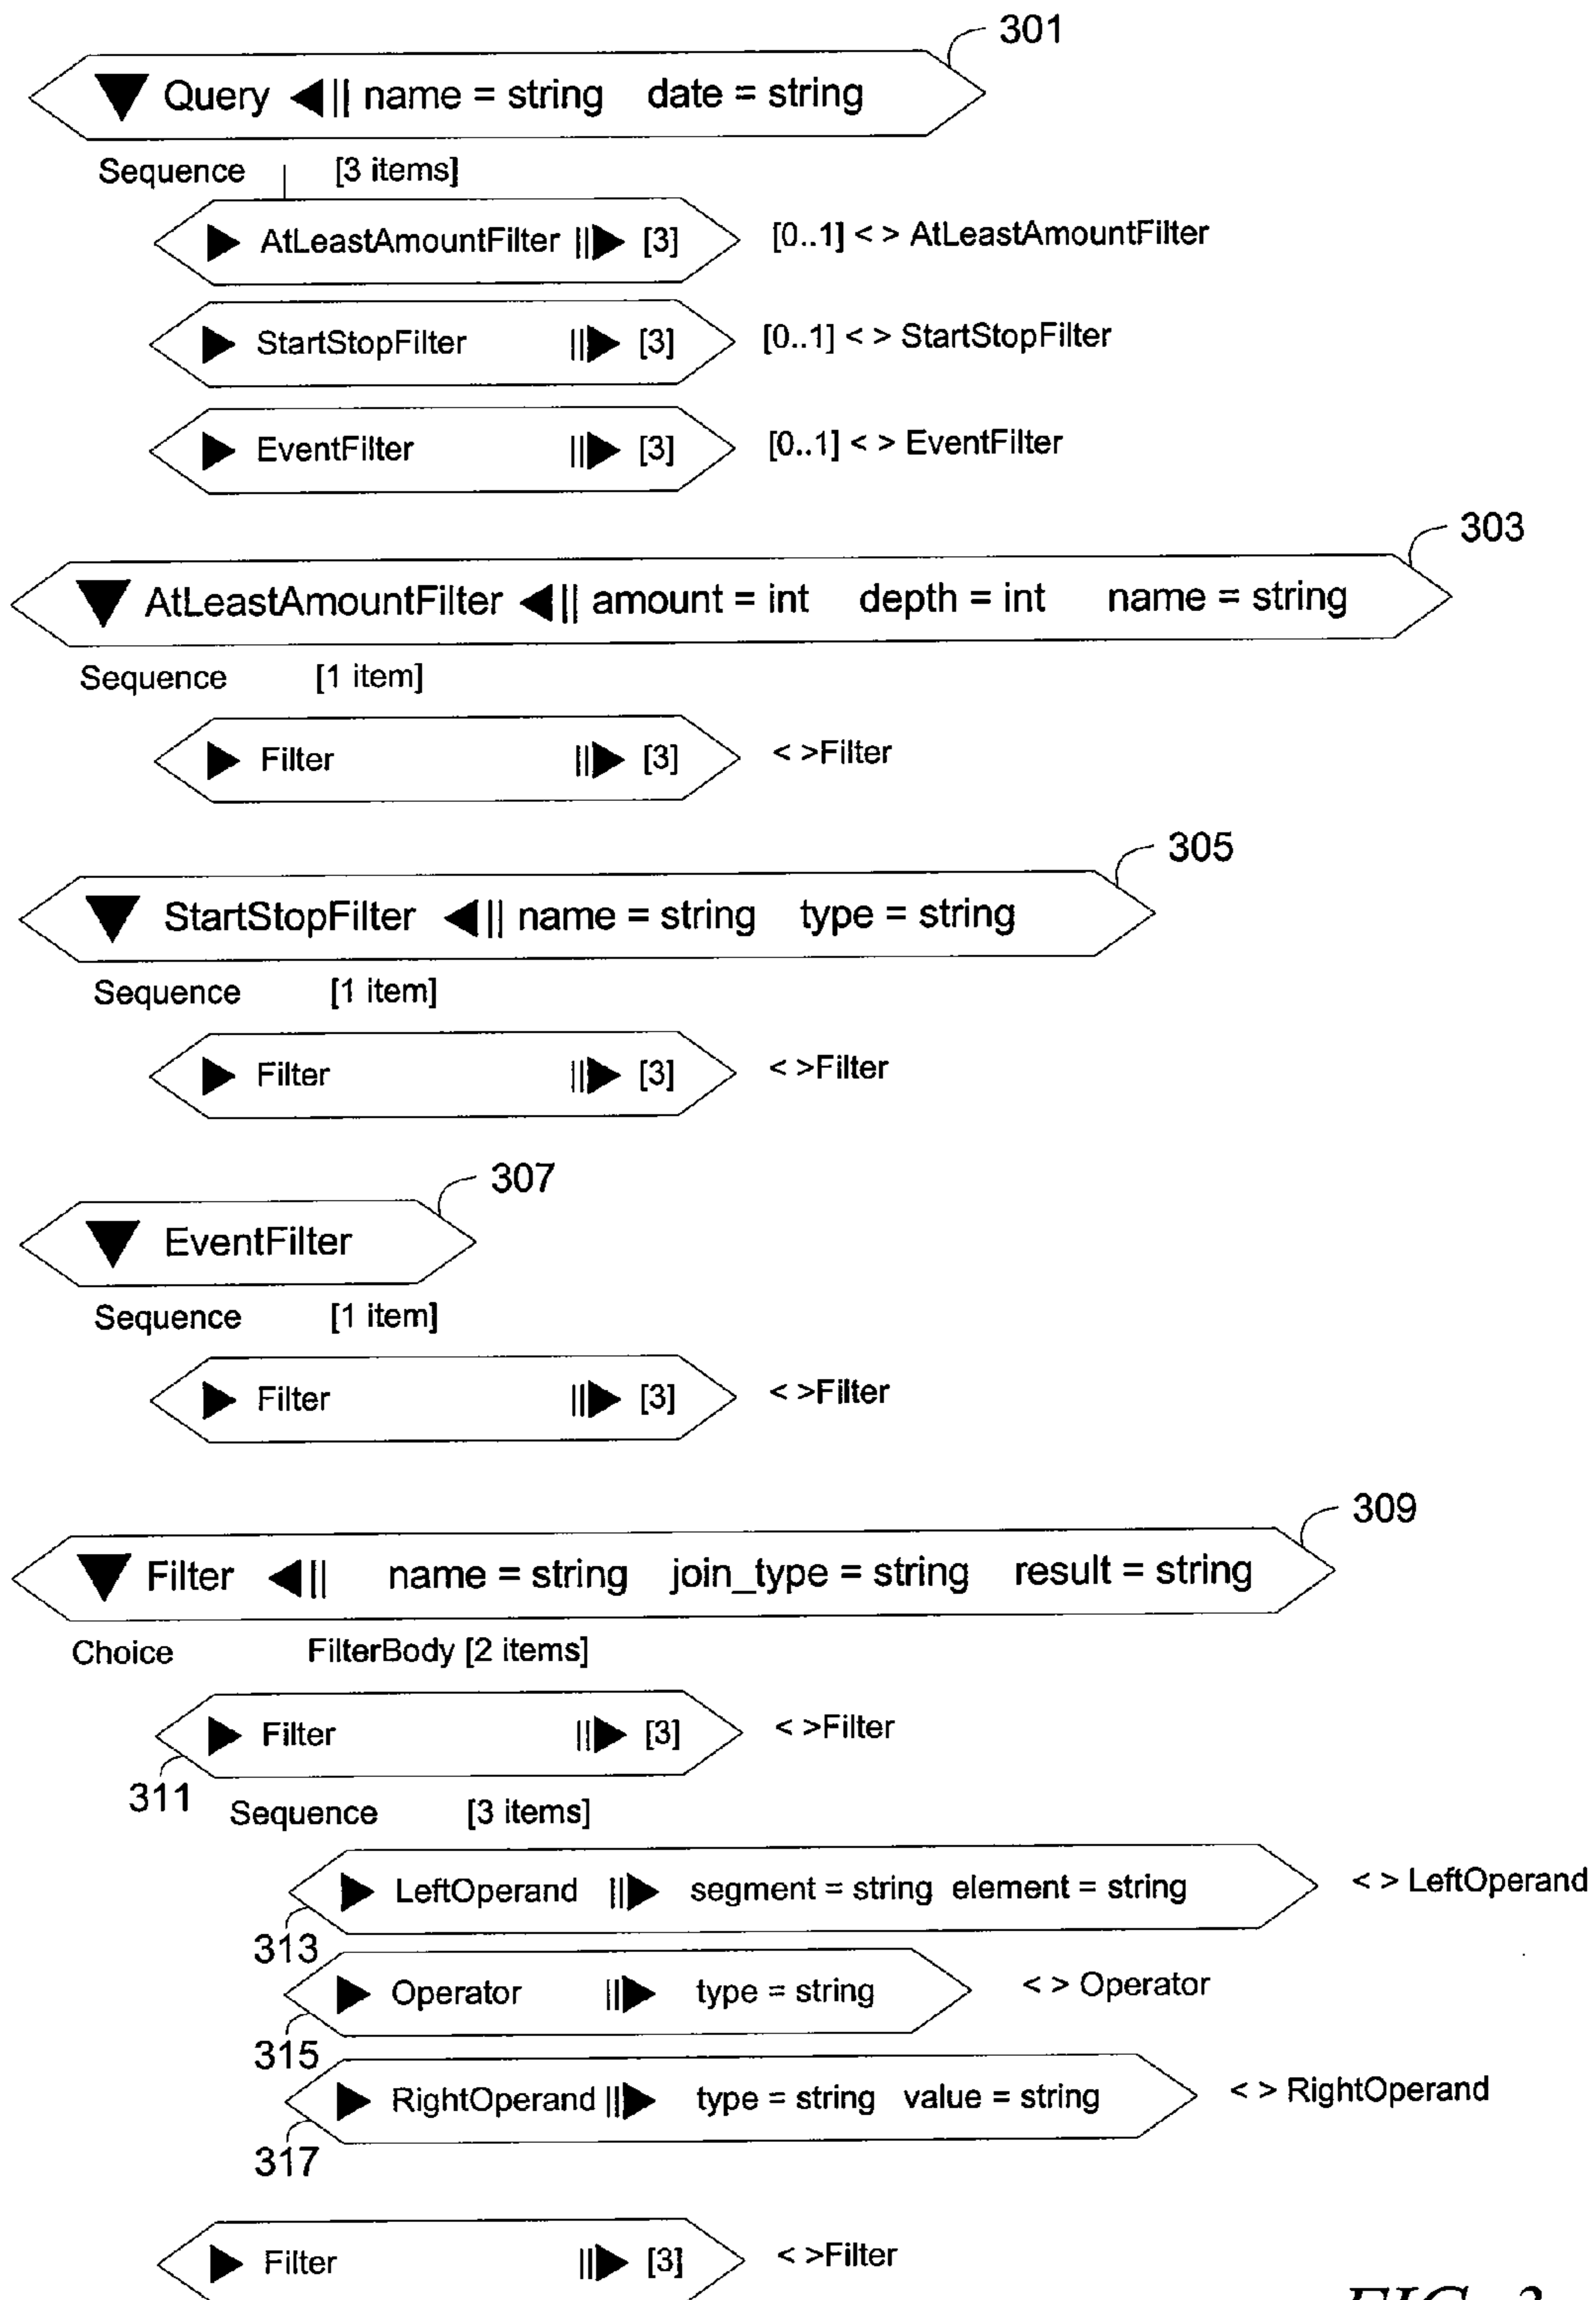 301
Query || name = string date = string
Sequence [3 items]
AtLeastAmountFilter || [3] [0..1] < > AtLeastAmountFilter
StartStopFilter || [3] [0..1] < > StartStopFilter
EventFilter || [3] [0..1] < > EventFilter
303
AtLeastAmountFilter || amount = int depth = int name = string
Sequence [1 item]
Filter || [3] < >Filter
305
StartStopFilter || name = string type = string
Sequence [1 item]
Filter || [3] < >Filter
307
EventFilter
Sequence [1 item]
Filter || [3] < >Filter
309
Filter || name = string join_type = string result = string
Choice FilterBody [2 items]
Filter || [3] < >Filter
311
Sequence [3 items]
LeftOperand || segment = string element = string < > LeftOperand
313
Operator || type = string < > Operator
315
RightOperand || type = string value = string < > RightOperand
317
Filter || [3] < >Filter